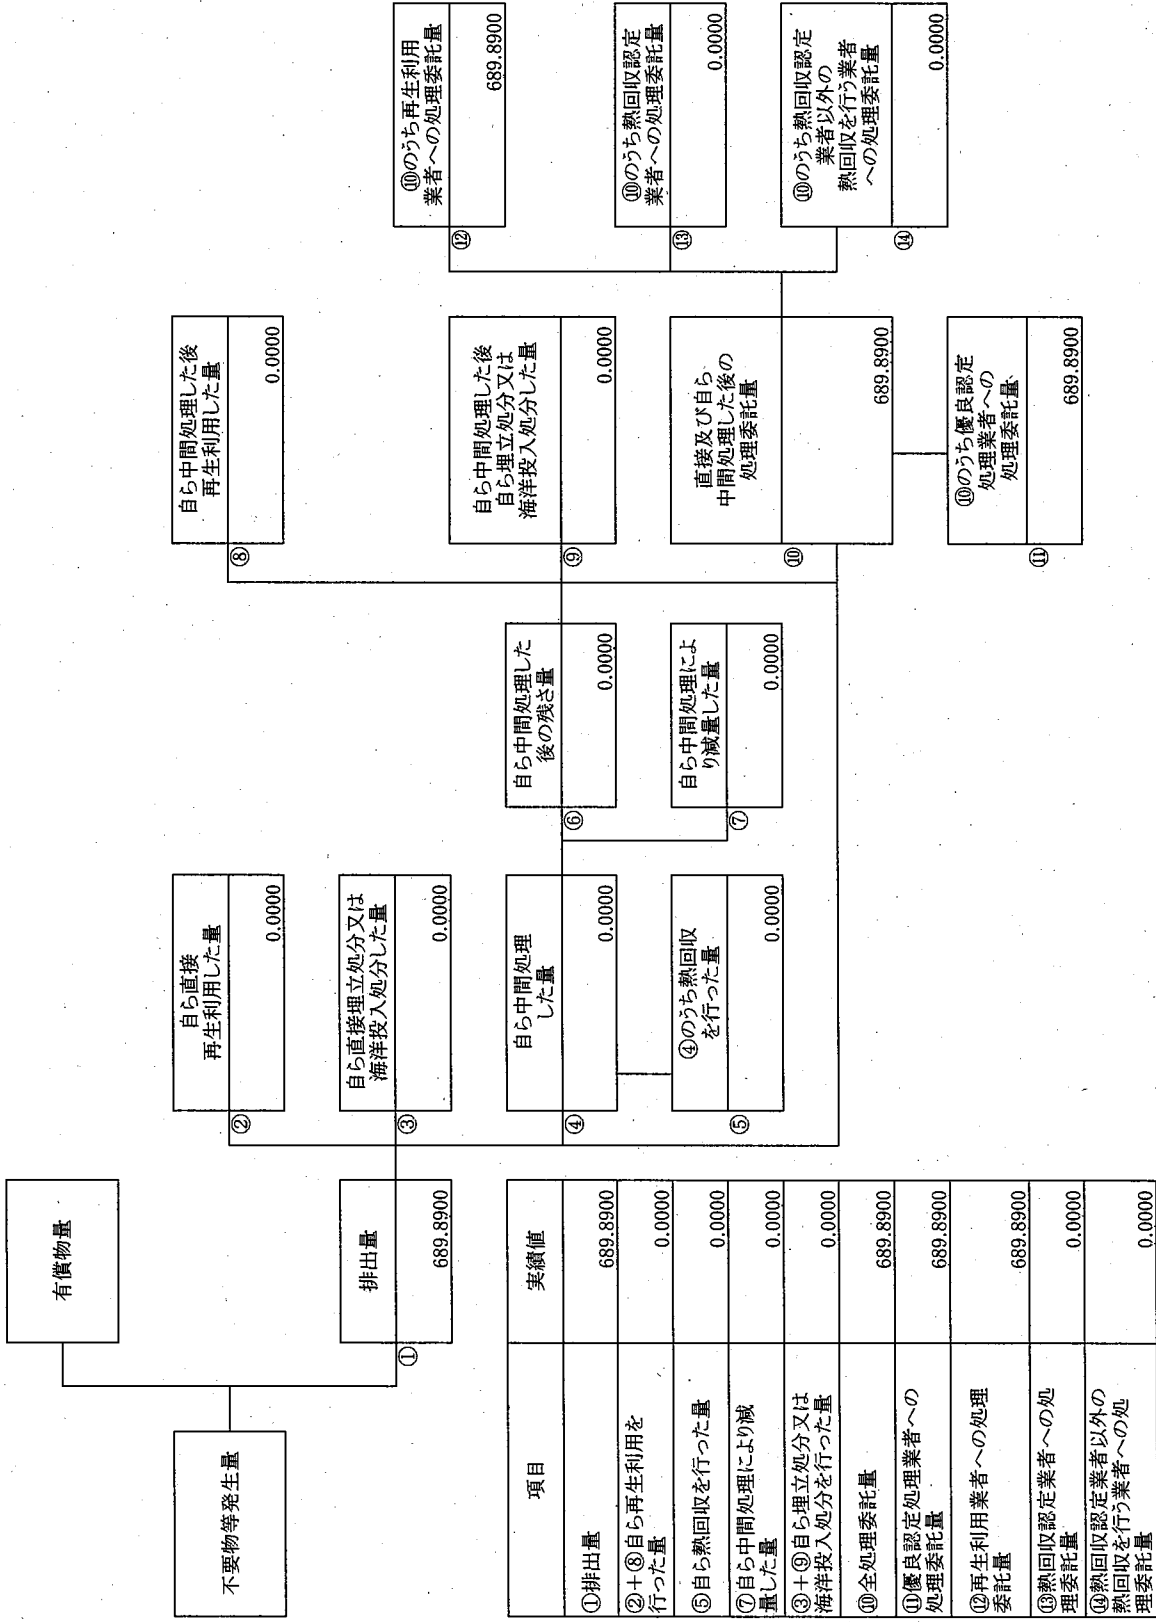 不要物等発生量
有償物量
排出量
①
689.8900
自ら直接
再生利用した量
②
0.0000
自ら直接埋立処分又は
海洋投入処分した量
③
0.0000
自ら中間処理
した量
④
0.0000
④のうち熱回収
を行った量
⑤
0.0000
自ら中間処理した
後の残さ量
⑥
0.0000
自ら中間処理によ
り減量した量
⑦
0.0000
自ら中間処理した後
再生利用した量
⑧
0.0000
自ら中間処理した後
自ら埋立処分又は
海洋投入処分した量
⑨
0.0000
直接及び自ら
中間処理した後の
処理委託量
⑩
689.8900
⑩のうち優良認定
処理業者への
処理委託量
⑪
689.8900
⑩のうち再生利用
業者への処理委託量
⑫
689.8900
⑩のうち熱回収認定
業者への処理委託量
⑬
0.0000
⑩のうち熱回収認定
業者以外の
熱回収を行う業者
への処理委託量
⑭
0.0000
項目 実績値
①排出量 689.8900
②+⑧自ら再生利用を
行った量 0.0000
⑤自ら熱回収を行った量 0.0000
⑦自ら中間処理により減
量した量 0.0000
③+⑨自ら埋立処分又は
海洋投入処分を行った量 0.0000
⑩全処理委託量 689.8900
⑪優良認定処理業者への
処理委託量 689.8900
⑫再生利用業者への処理
委託量 689.8900
⑬熱回収認定業者への処
理委託量 0.0000
⑭熱回収認定業者以外の
熱回収を行う業者への処
理委託量 0.0000